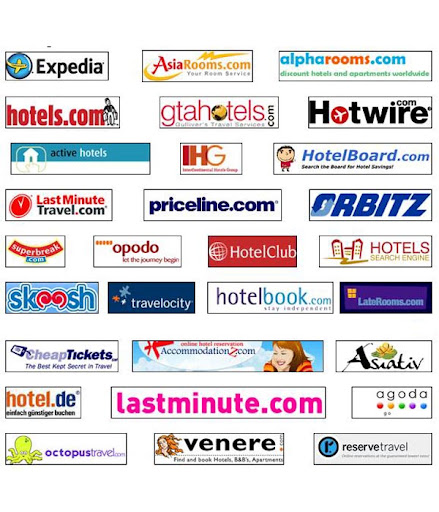 Expedia
AsiaRooms.com
Your Room Service
alpharooms.com
discount hotels and apartments worldwide
hotels.com
gtahotels.com
Gulliver's Travel Services
Hotwire.com
active hotels
IHG
InterContinental Hotels Group
HotelBoard.com
Search the Board for Hotel Savings!
Last Minute
Travel.com
priceline.com
ORBITZ
superbreak
.com
opodo
let the journey begin
HotelClub
HOTELS
SEARCH ENGINE
skoosh
travelocity
hotelbook.com
stay independent
LateRooms.com
CheapTickets.com
The Best Kept Secret in Travel
online hotel reservation
AccommodationZ.com
Asiativ
hotel.de
einfach günstiger buchen
lastminute.com
agoda
go
octopustravel.com
venere.com
Find and book Hotels, B&B's, Apartments
reservetravel